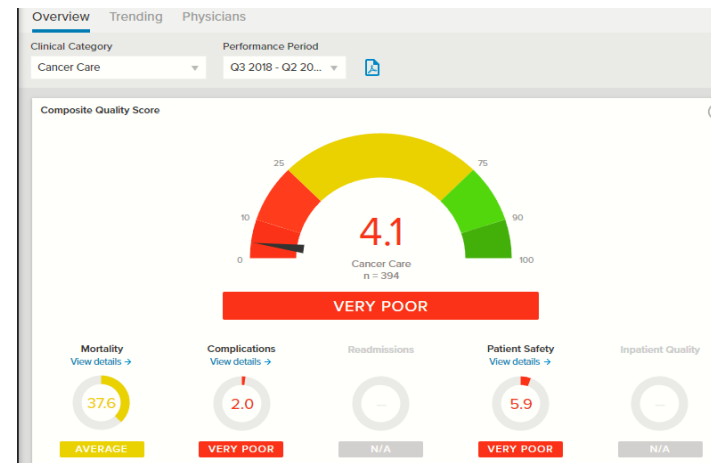 Overview Trending Physicians
Clinical Category Performance Period
Cancer Care Q3 2018 - Q2 20...
Composite Quality Score
25 75
10 90
4.1
0 100
Cancer Care
n = 394
VERY POOR
Mortality Complications Readmissions Patient Safety Inpatient Quality
View details → View details → View details →
37.6 2.0 -- 5.9 --
AVERAGE VERY POOR N/A VERY POOR N/A